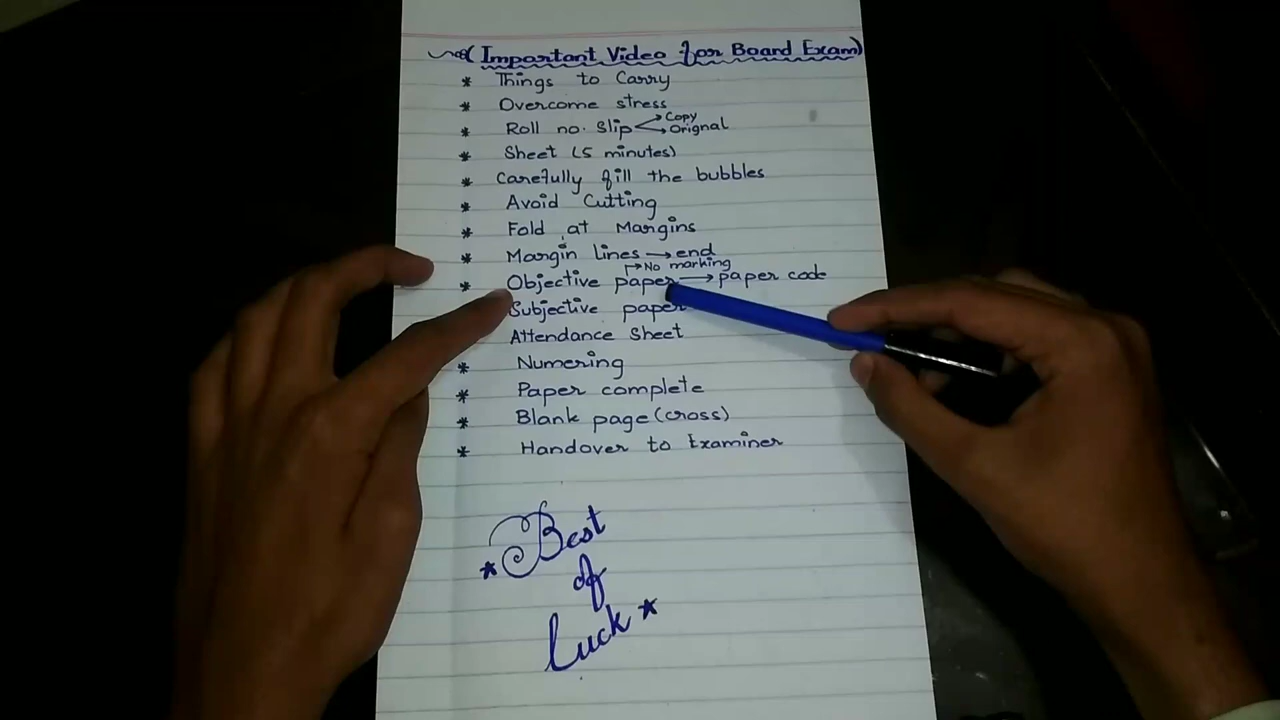 (Important Video for Board Exam)
* Things to Carry
* Overcome stress
* Roll no. slip → Copy → Orignal
* Sheet (5 minutes)
* Carefully fill the bubbles
* Avoid Cutting
* Fold at Margins
* Margin lines → end
→ No marking
* Objective paper → paper code
Subjective paper
Attendance Sheet
* Numering
* Paper complete
* Blank page (cross)
* Handover to Examiner
* Best
of
Luck *